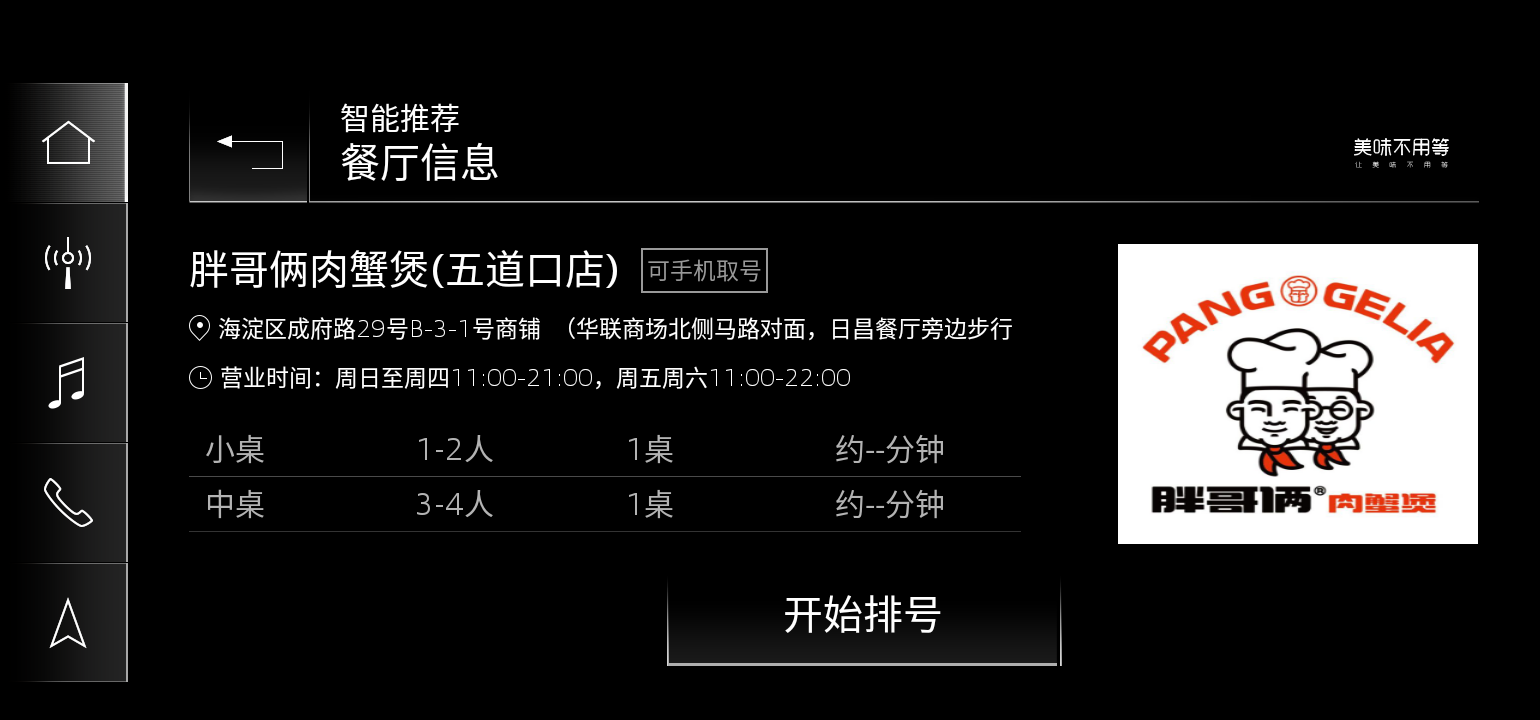 智能推荐
餐厅信息
美味不用等
让美味不用等
胖哥俩肉蟹煲(五道口店) 可手机取号
海淀区成府路29号B-3-1号商铺 （华联商场北侧马路对面，日昌餐厅旁边步行
营业时间：周日至周四11:00-21:00，周五周六11:00-22:00
小桌 1-2人 1桌 约--分钟
中桌 3-4人 1桌 约--分钟
PANG GELIA
胖哥俩® 肉蟹煲
开始排号